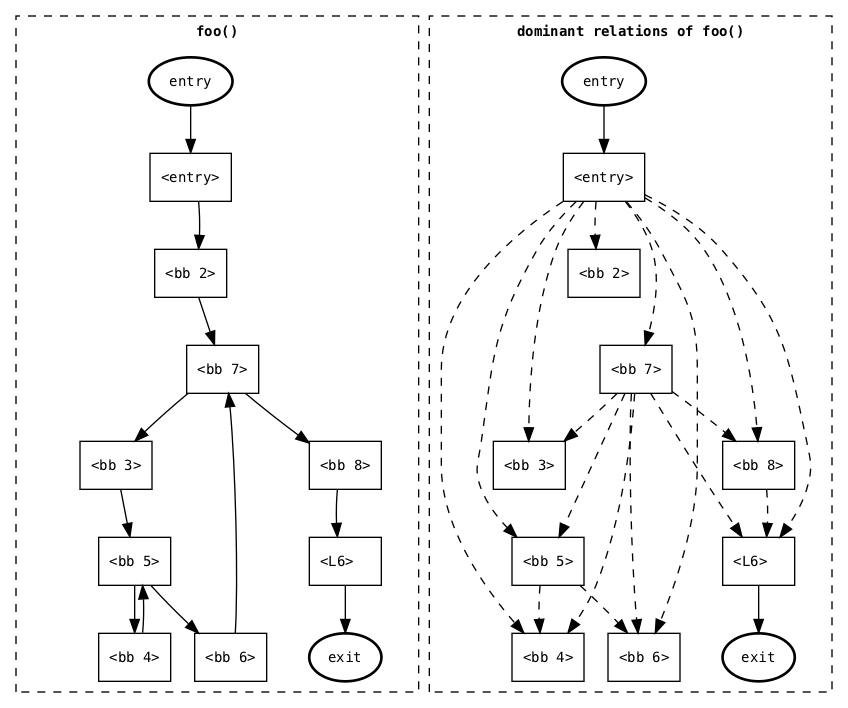 foo()
entry
<entry>
<bb 2>
<bb 7>
<bb 3>
<bb 8>
<bb 5>
<L6>
<bb 4>
<bb 6>
exit
dominant relations of foo()
entry
<entry>
<bb 2>
<bb 7>
<bb 3>
<bb 8>
<bb 5>
<L6>
<bb 4>
<bb 6>
exit